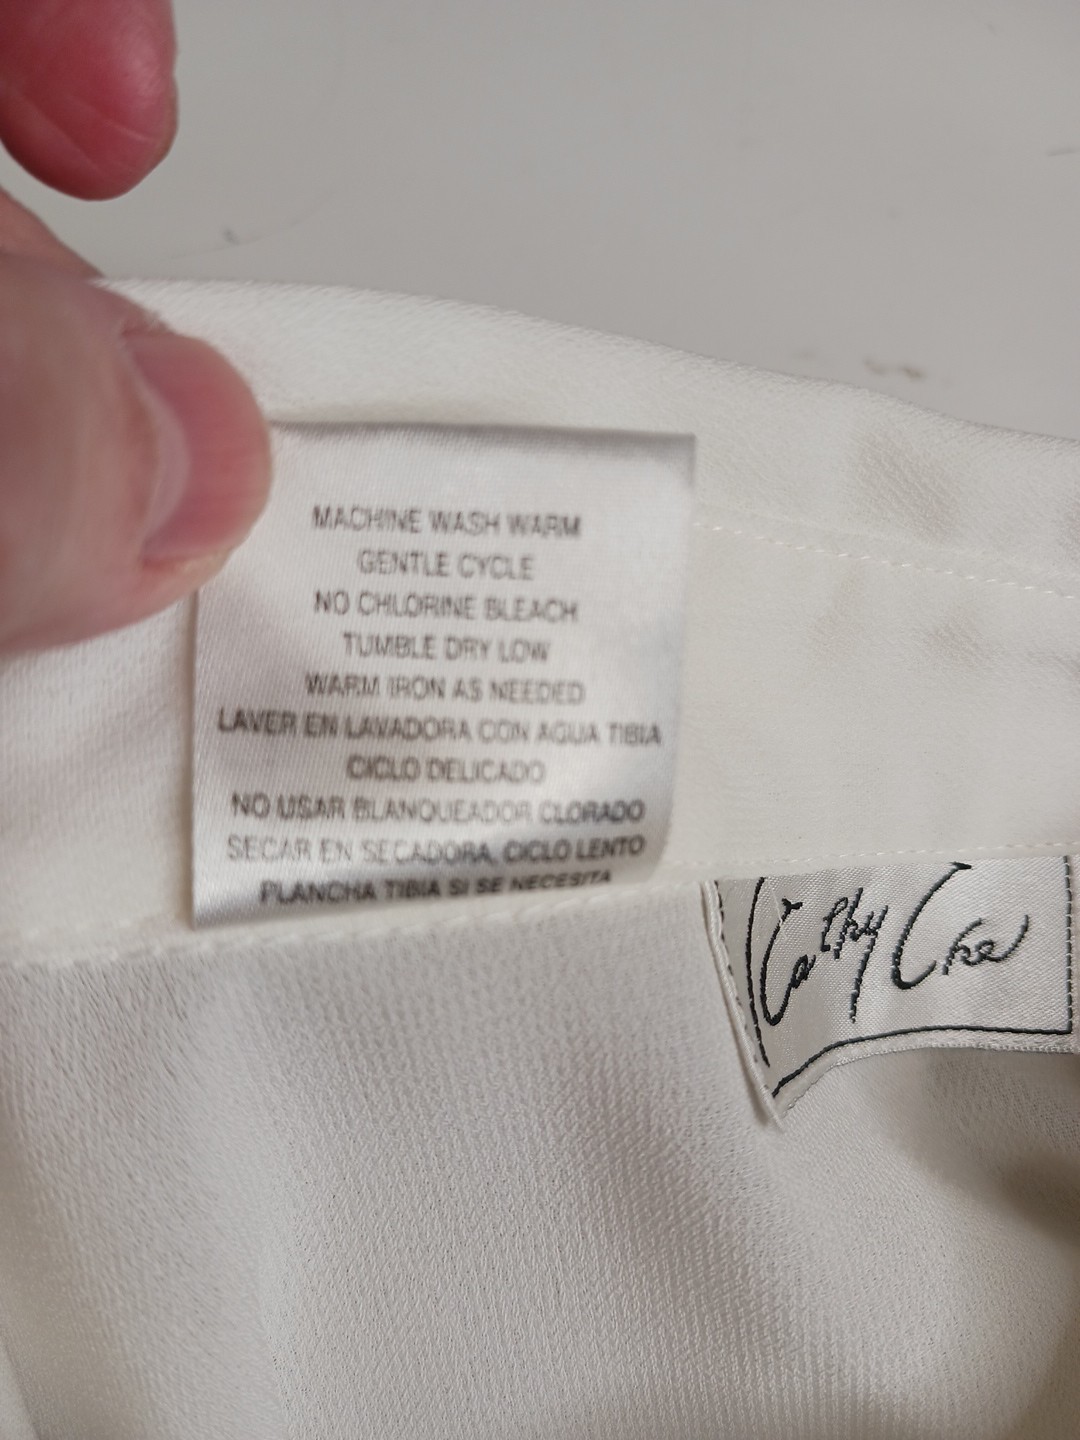 MACHINE WASH WARM
GENTLE CYCLE
NO CHLORINE BLEACH
TUMBLE DRY LOW
WARM IRON AS NEEDED
LAVER EN LAVADORA CON AGUA TIBIA
CICLO DELICADO
NO USAR BLANQUEADOR CLORADO
SECAR EN SECADORA, CICLO LENTO
PLANCHA TIBIA SI SE NECESITA
Cathy Che